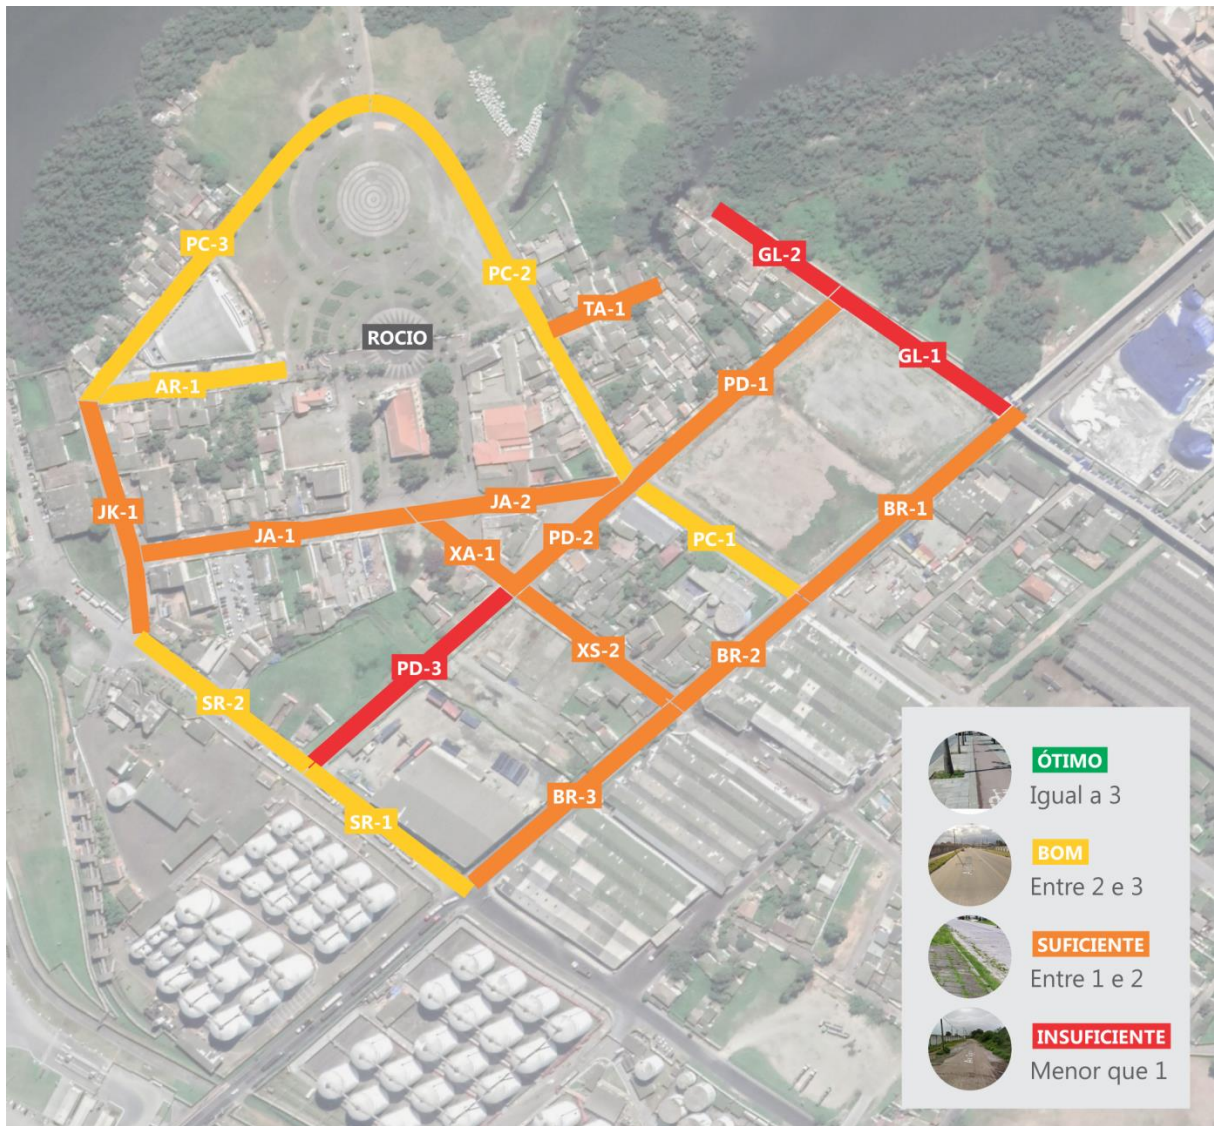 PC-3
PC-2
GL-2
TA-1
ROCIO
GL-1
AR-1
PD-1
JK-1
JA-2
BR-1
JA-1
PD-2
XA-1
PC-1
XS-2
BR-2
PD-3
SR-2
BR-3
SR-1
ÓTIMO
Igual a 3
BOM
Entre 2 e 3
SUFICIENTE
Entre 1 e 2
INSUFICIENTE
Menor que 1